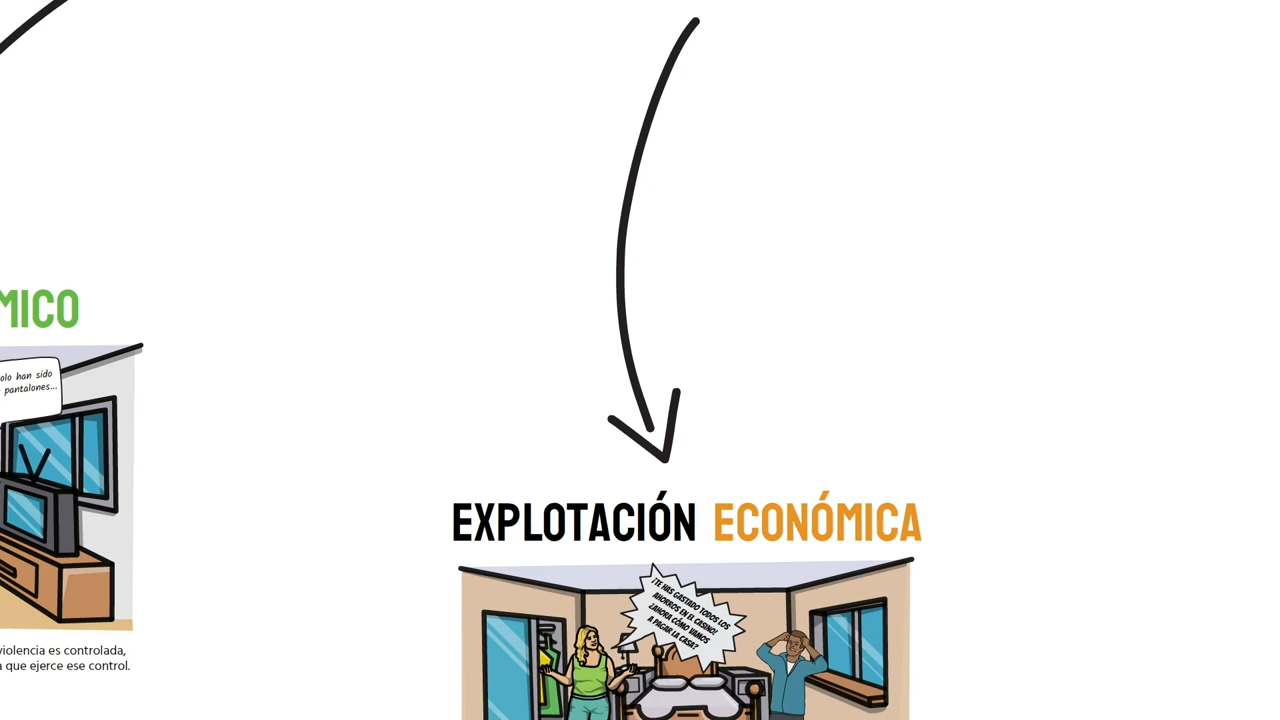 MICO
olo han sido
pantalones...
violencia es controlada,
a que ejerce ese control.
EXPLOTACIÓN ECONÓMICA
¡TE HAS GASTADO TODOS LOS
AHORROS EN EL CASINO!
¿AHORA CÓMO VAMOS
A PAGAR LA CASA?